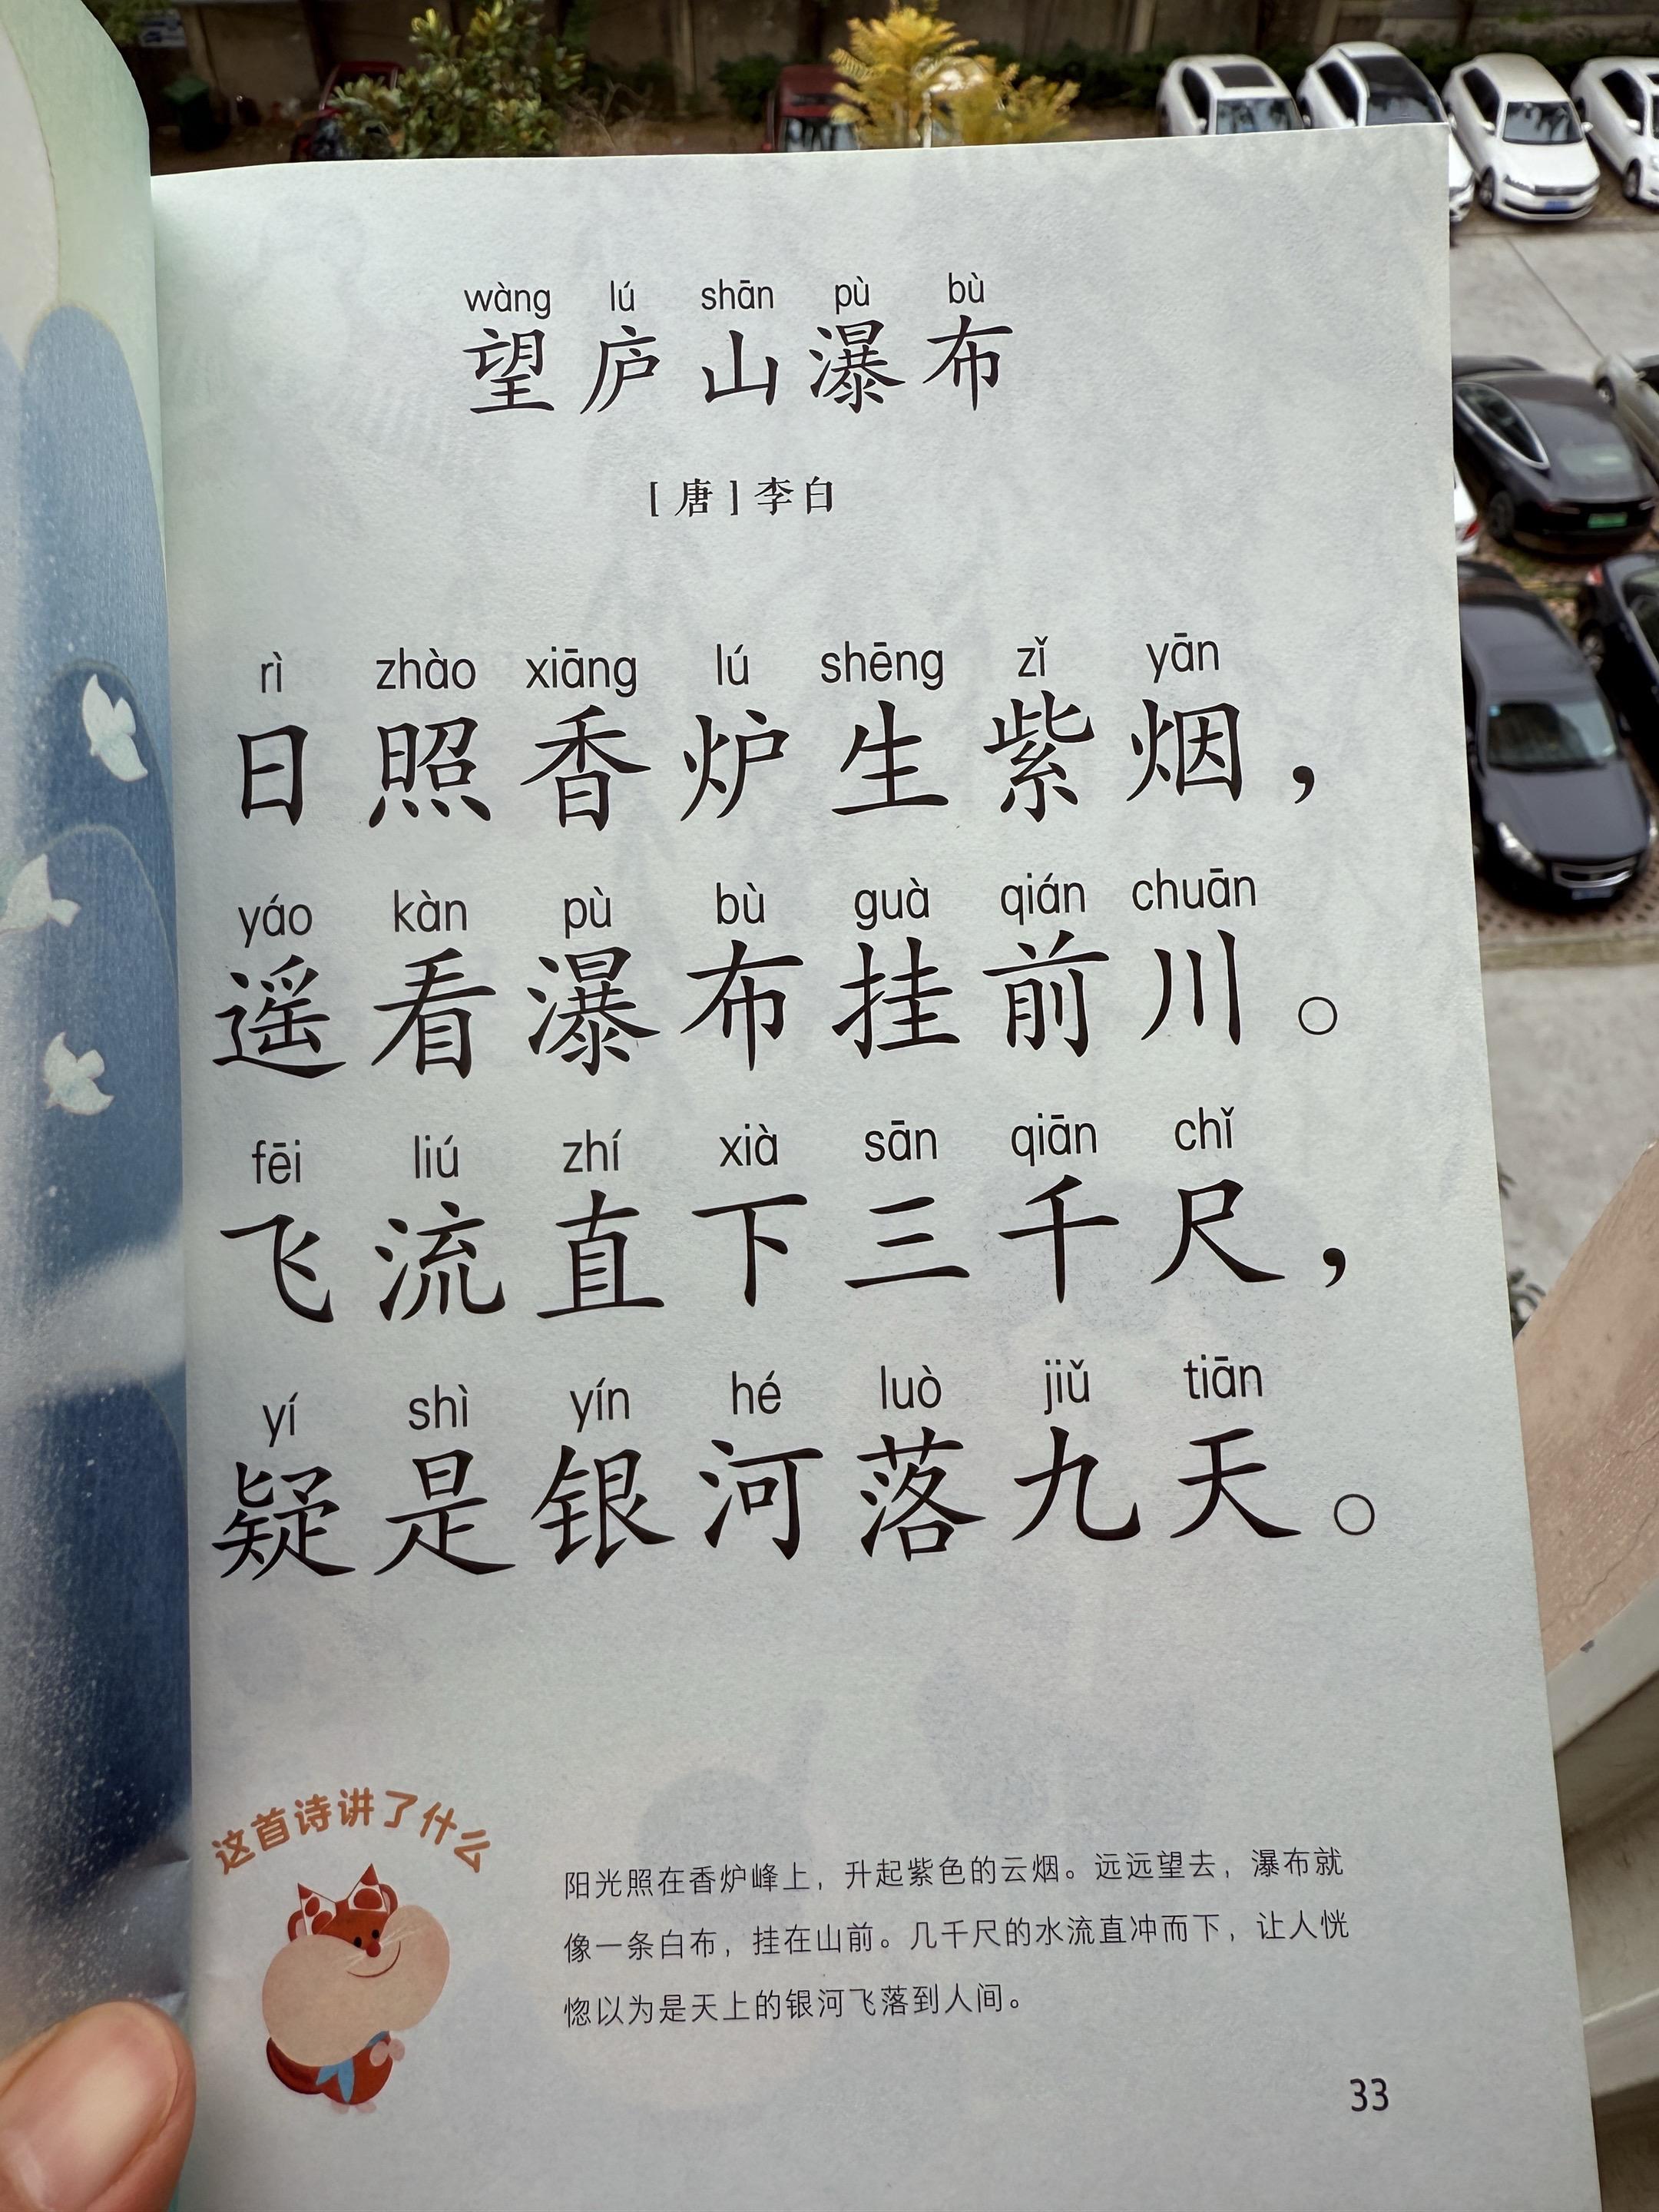 wàng lú shān pù bù
望庐山瀑布
[唐]李白
rì zhào xiāng lú shēng zǐ yān
日照香炉生紫烟，
yáo kàn pù bù guà qián chuān
遥看瀑布挂前川。
fēi liú zhí xià sān qiān chǐ
飞流直下三千尺，
yí shì yín hé luò jiǔ tiān
疑是银河落九天。
这首诗讲了什么
阳光照在香炉峰上，升起紫色的云烟。远远望去，瀑布就
像一条白布，挂在山前。几千尺的水流直冲而下，让人恍
惚以为是天上的银河飞落到人间。
33